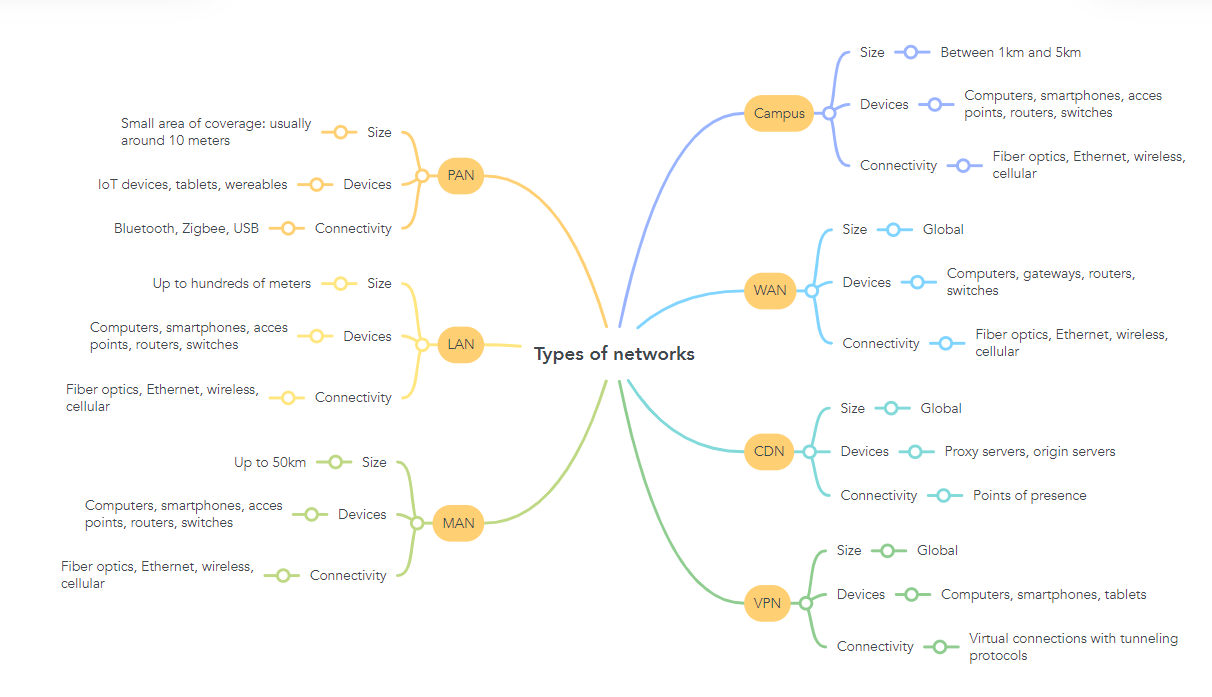 Types of networks
PAN
Size
Small area of coverage: usually
around 10 meters
Devices
IoT devices, tablets, wereables
Connectivity
Bluetooth, Zigbee, USB
LAN
Size
Up to hundreds of meters
Devices
Computers, smartphones, acces
points, routers, switches
Connectivity
Fiber optics, Ethernet, wireless,
cellular
MAN
Size
Up to 50km
Devices
Computers, smartphones, acces
points, routers, switches
Connectivity
Fiber optics, Ethernet, wireless,
cellular
Campus
Size
Between 1km and 5km
Devices
Computers, smartphones, acces
points, routers, switches
Connectivity
Fiber optics, Ethernet, wireless,
cellular
WAN
Size
Global
Devices
Computers, gateways, routers,
switches
Connectivity
Fiber optics, Ethernet, wireless,
cellular
CDN
Size
Global
Devices
Proxy servers, origin servers
Connectivity
Points of presence
VPN
Size
Global
Devices
Computers, smartphones, tablets
Connectivity
Virtual connections with tunneling
protocols